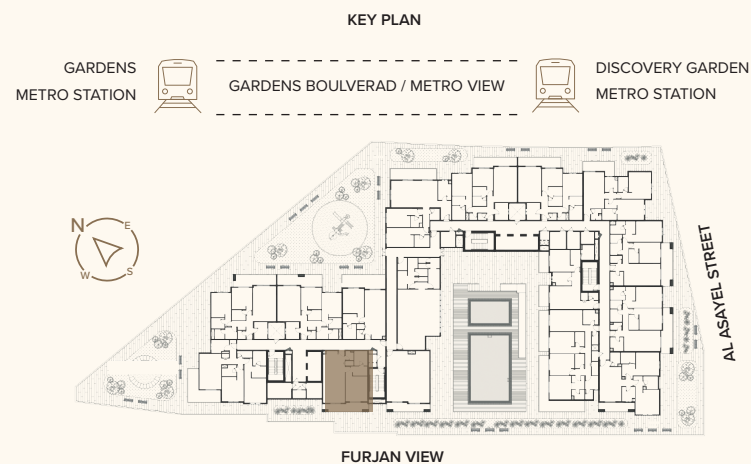 KEY PLAN
GARDENS
METRO STATION
GARDENS BOULVERAD / METRO VIEW
DISCOVERY GARDEN
METRO STATION
N
E
W
S
AL ASAYEL STREET
FURJAN VIEW